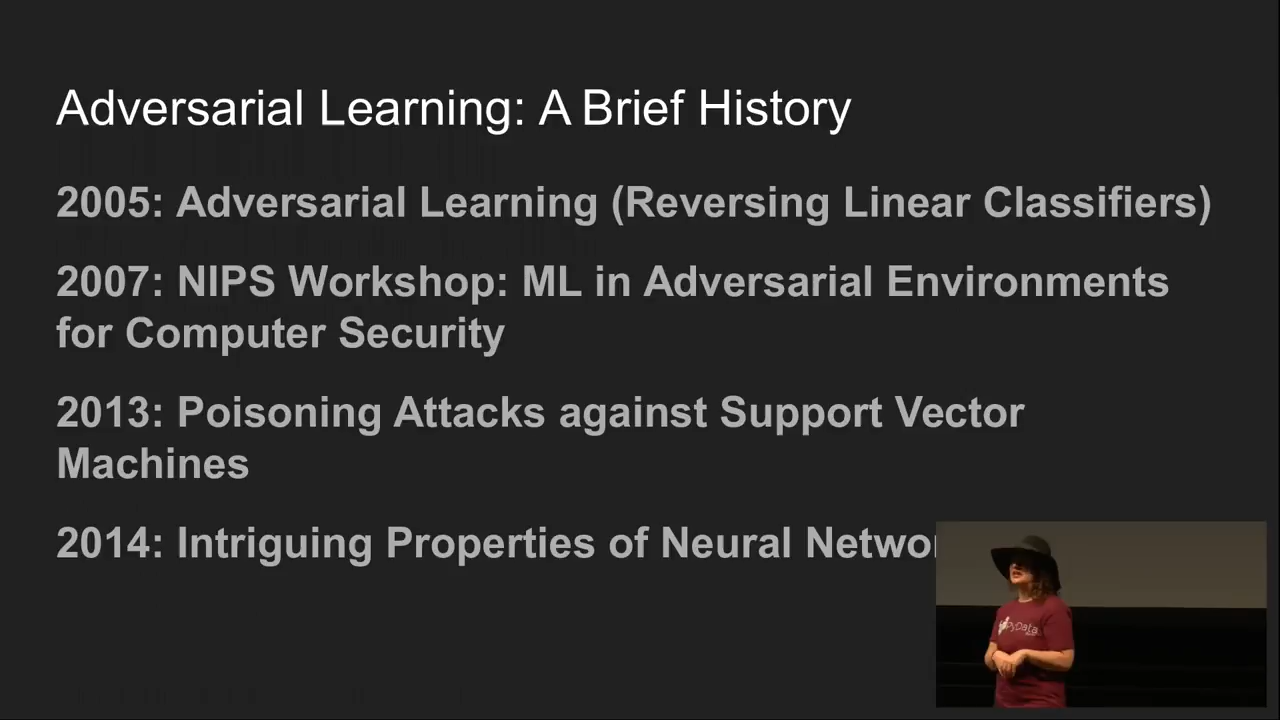 Adversarial Learning: A Brief History
2005: Adversarial Learning (Reversing Linear Classifiers)
2007: NIPS Workshop: ML in Adversarial Environments
for Computer Security
2013: Poisoning Attacks against Support Vector
Machines
2014: Intriguing Properties of Neural
PyData